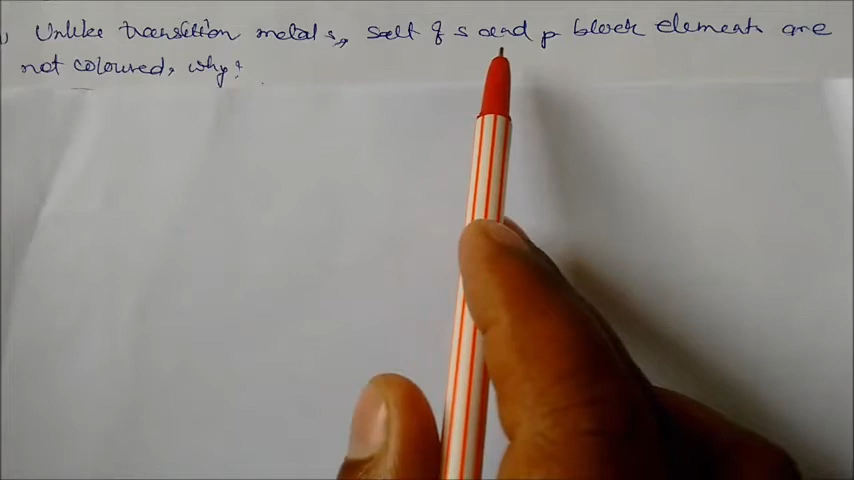 Unlike transition metals, salt of s and p block elements are
not coloured, why?